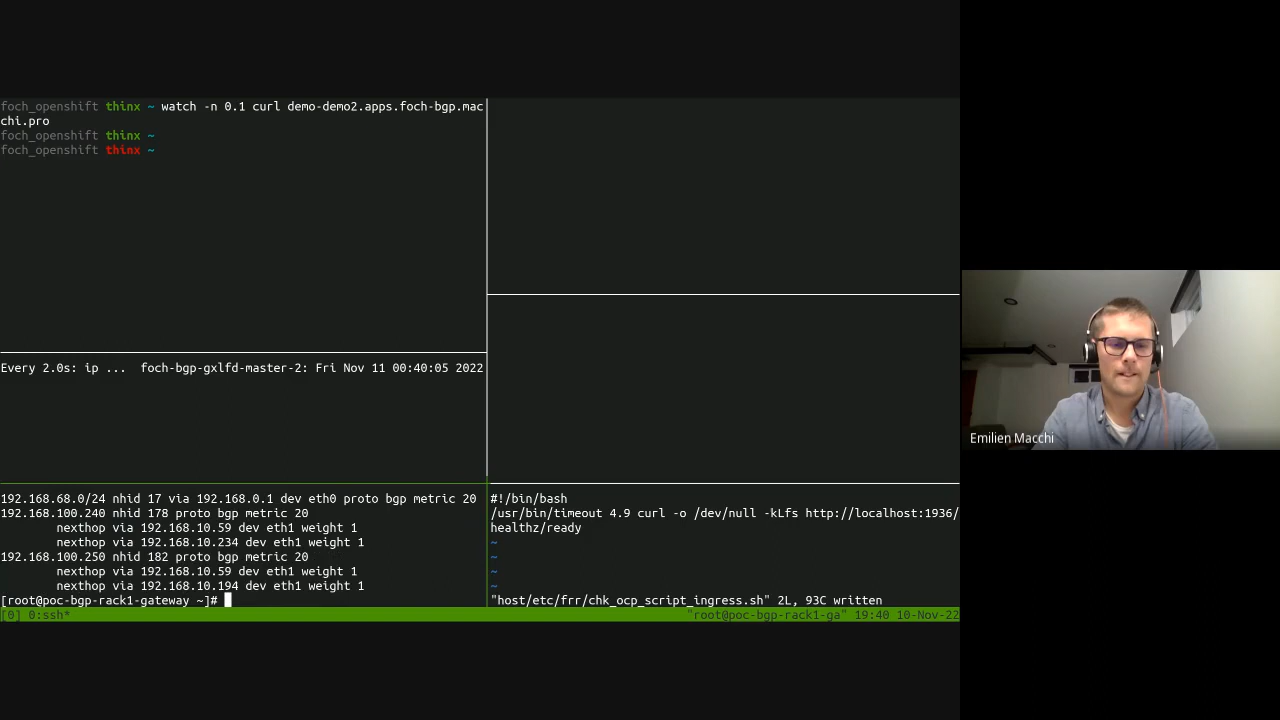 foch_openshift thinx ~ watch -n 0.1 curl demo-demo2.apps.foch-bgp.mac
chi.pro
foch_openshift thinx ~
foch_openshift thinx ~
Every 2.0s: ip ...  foch-bgp-gxlfd-master-2: Fri Nov 11 00:40:05 2022
192.168.68.0/24 nhid 17 via 192.168.0.1 dev eth0 proto bgp metric 20
192.168.100.240 nhid 178 proto bgp metric 20
nexthop via 192.168.10.59 dev eth1 weight 1
nexthop via 192.168.10.234 dev eth1 weight 1
192.168.100.250 nhid 182 proto bgp metric 20
nexthop via 192.168.10.59 dev eth1 weight 1
nexthop via 192.168.10.194 dev eth1 weight 1
[root@poc-bgp-rack1-gateway ~]#
#!/bin/bash
/usr/bin/timeout 4.9 curl -o /dev/null -kLfs http://localhost:1936/
healthz/ready
~
~
~
~
"host/etc/frr/chk_ocp_script_ingress.sh" 2L, 93C written
[0] 0:ssh* "root@poc-bgp-rack1-ga" 19:40 10-Nov-22
Emilien Macchi